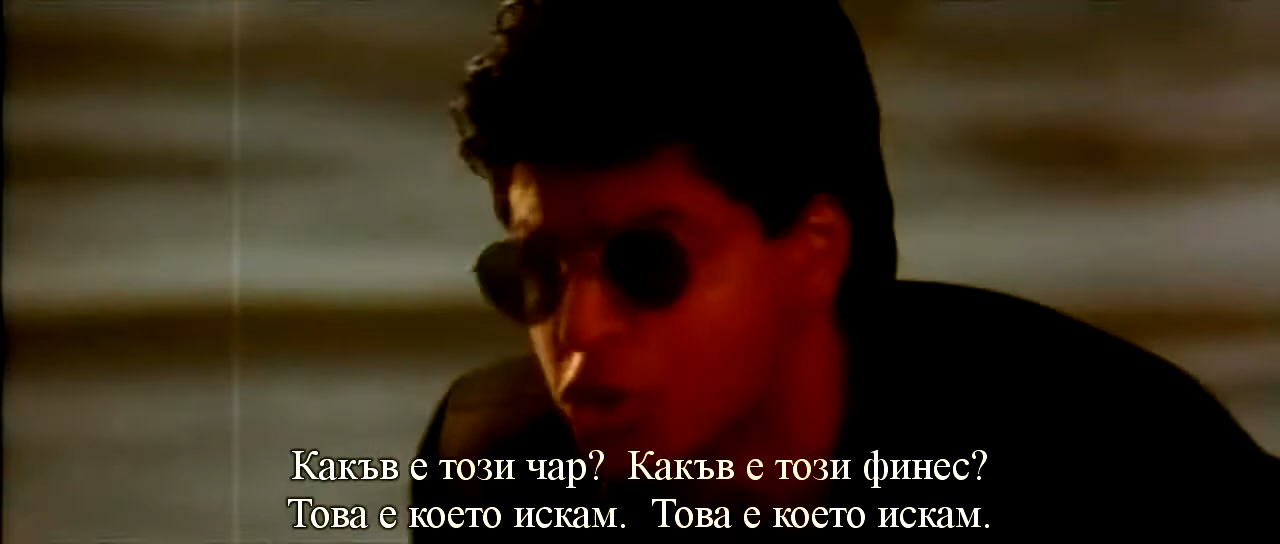 Какъв е този чар?  Какъв е този финес?
Това е което искам.  Това е което искам.